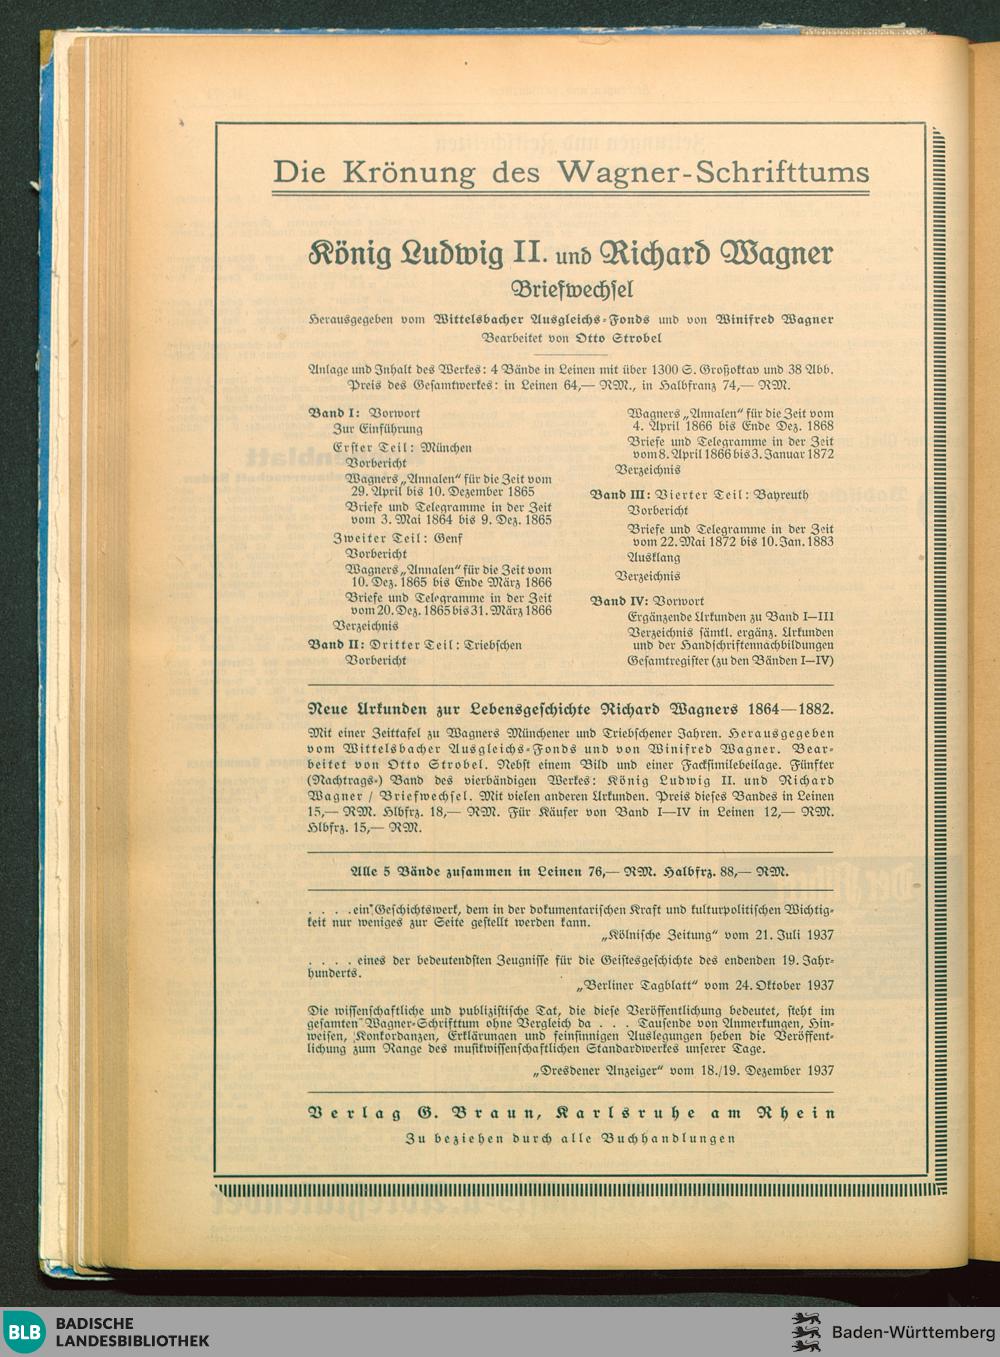 Die Krönung des Wagner-Schrifttums
König Ludwig II. und Richard Wagner
Briefwechsel
Herausgegeben vom Wittelsbacher Ausgleichs-Fonds und von Winifred Wagner
Bearbeitet von Otto Strobel
Anlage und Inhalt des Werkes: 4 Bände in Leinen mit über 1300 S. Großoktav und 38 Abb.
Preis des Gesamtwerkes: in Leinen 64,— RM., in Halbfranz 74,— RM.
Band I: Vorwort
Zur Einführung
Erster Teil: München
Vorbericht
Wagners „Annalen“ für die Zeit vom
29. April bis 10. Dezember 1865
Briefe und Telegramme in der Zeit
vom 3. Mai 1864 bis 9. Dez. 1865
Zweiter Teil: Genf
Vorbericht
Wagners „Annalen“ für die Zeit vom
10. Dez. 1865 bis Ende März 1866
Briefe und Telegramme in der Zeit
vom 20. Dez. 1865 bis 31. März 1866
Verzeichnis
Band II: Dritter Teil: Triebschen
Vorbericht
Wagners „Annalen“ für die Zeit vom
4. April 1866 bis Ende Dez. 1868
Briefe und Telegramme in der Zeit
vom 8. April 1866 bis 3. Januar 1872
Verzeichnis
Band III: Vierter Teil: Bayreuth
Vorbericht
Briefe und Telegramme in der Zeit
vom 22. Mai 1872 bis 10. Jan. 1883
Ausklang
Verzeichnis
Band IV: Vorwort
Ergänzende Urkunden zu Band I—III
Verzeichnis sämtl. ergänz. Urkunden
und der Handschriftennachbildungen
Gesamtregister (zu den Bänden I—IV)
Neue Urkunden zur Lebensgeschichte Richard Wagners 1864—1882.
Mit einer Zeittafel zu Wagners Münchener und Triebschener Jahren. Herausgegeben
vom Wittelsbacher Ausgleichs-Fonds und von Winifred Wagner. Bear-
beitet von Otto Strobel. Nebst einem Bild und einer Facksimilebeilage. Fünfter
(Nachtrags-) Band des vierbändigen Werkes: König Ludwig II. und Richard
Wagner / Briefwechsel. Mit vielen anderen Urkunden. Preis dieses Bandes in Leinen
15,— RM. Hlbfrz. 18,— RM. Für Käufer von Band I—IV in Leinen 12,— RM.
Hlbfrz. 15,— RM.
Alle 5 Bände zusammen in Leinen 76,— RM. Halbfrz. 88,— RM.
. . . . ein Geschichtswerk, dem in der dokumentarischen Kraft und kulturpolitischen Wichtig-
keit nur weniges zur Seite gestellt werden kann.
„Kölnische Zeitung“ vom 21. Juli 1937
. . . . eines der bedeutendsten Zeugnisse für die Geistesgeschichte des endenden 19. Jahr-
hunderts.
„Berliner Tagblatt“ vom 24. Oktober 1937
Die wissenschaftliche und publizistische Tat, die diese Veröffentlichung bedeutet, steht im
gesamten Wagner-Schrifttum ohne Vergleich da . . . Tausende von Anmerkungen, Hin-
weisen, Konkordanzen, Erklärungen und feinsinnigen Auslegungen heben die Veröffent-
lichung zum Range des musikwissenschaftlichen Standardwerkes unserer Tage.
„Dresdener Anzeiger“ vom 18./19. Dezember 1937
Verlag G. Braun, Karlsruhe am Rhein
Zu beziehen durch alle Buchhandlungen
BLB BADISCHE
LANDESBIBLIOTHEK
Baden-Württemberg